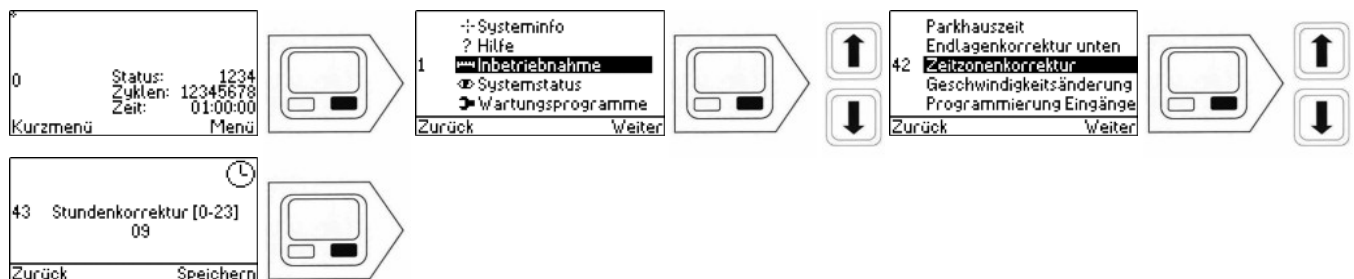 0
Status: 1234
Zyklen: 12345678
Zeit: 01:00:00
Kurzmenü Menü
Systeminfo
? Hilfe
1 Inbetriebnahme
Systemstatus
Wartungsprogramme
Zurück Weiter
Parkhauszeit
Endlagenkorrektur unten
42 Zeitzonenkorrektur
Geschwindigkeitsänderung
Programmierung Eingänge
Zurück Weiter
43 Stundenkorrektur [0-23]
09
Zurück Speichern